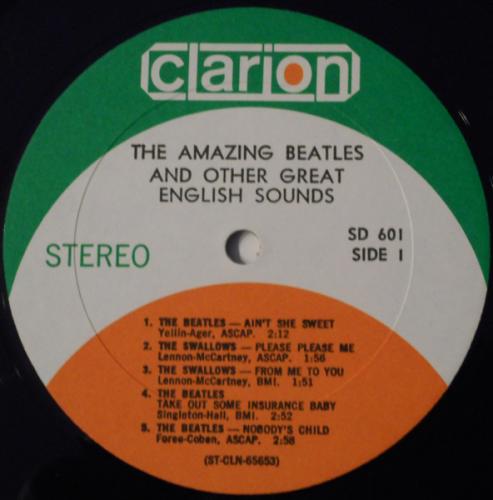 clarion
THE AMAZING BEATLES
AND OTHER GREAT
ENGLISH SOUNDS
STEREO
SD 601
SIDE 1
1. THE BEATLES — AIN'T SHE SWEET
Yellin-Ager, ASCAP. 2:12
2. THE SWALLOWS — PLEASE PLEASE ME
Lennon-McCartney, ASCAP. 1:56
3. THE SWALLOWS — FROM ME TO YOU
Lennon-McCartney, BMI. 1:51
4. THE BEATLES
TAKE OUT SOME INSURANCE BABY
Singleton-Hall, BMI. 2:52
5. THE BEATLES — NOBODY'S CHILD
Foree-Coben, ASCAP. 2:58
(ST-CLN-65653)